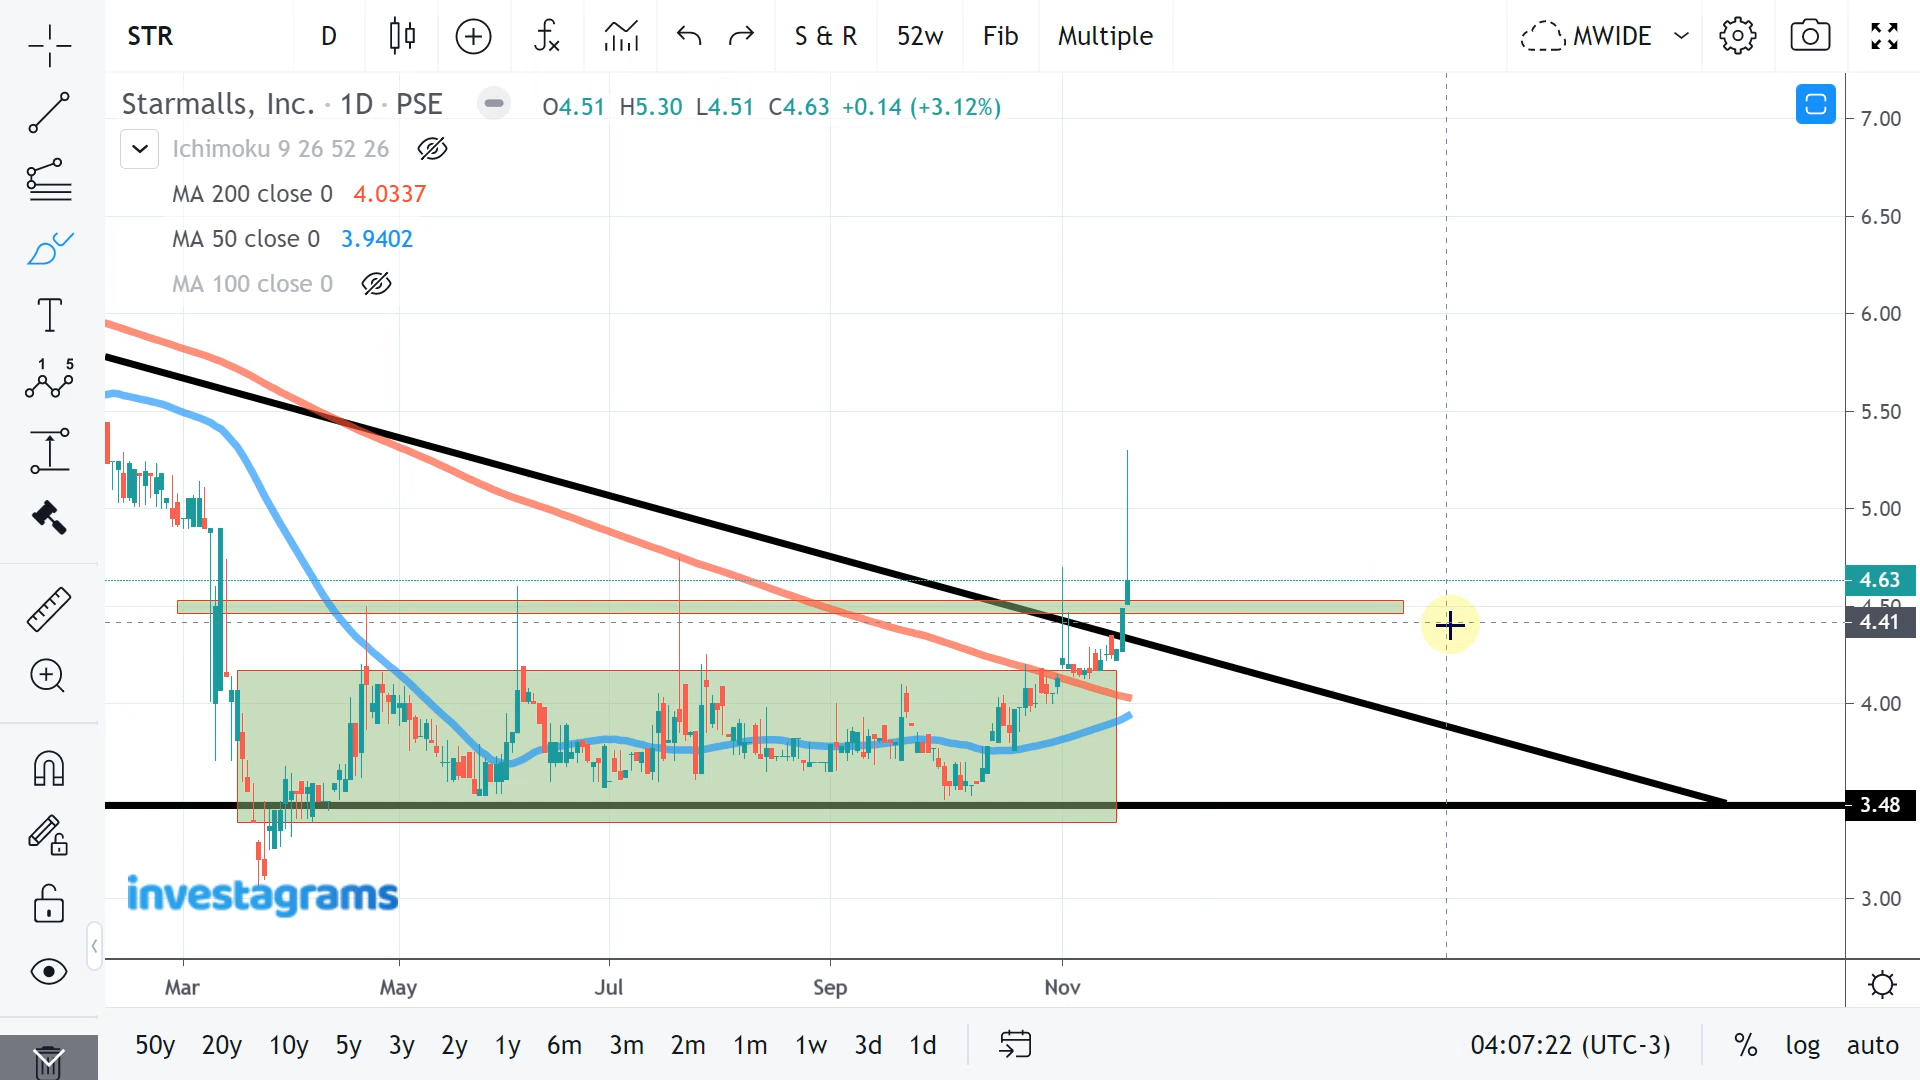 STR D S & R 52w Fib Multiple MWIDE
Starmalls, Inc. · 1D · PSE O4.51 H5.30 L4.51 C4.63 +0.14 (+3.12%)
Ichimoku 9 26 52 26
MA 200 close 0 4.0337
MA 50 close 0 3.9402
MA 100 close 0
1 5
7.00
6.50
6.00
5.50
5.00
4.63
4.50
4.41
4.00
3.48
3.00
investagrams
Mar May Jul Sep Nov
50y 20y 10y 5y 3y 2y 1y 6m 3m 2m 1m 1w 3d 1d 04:07:22 (UTC-3) % log auto